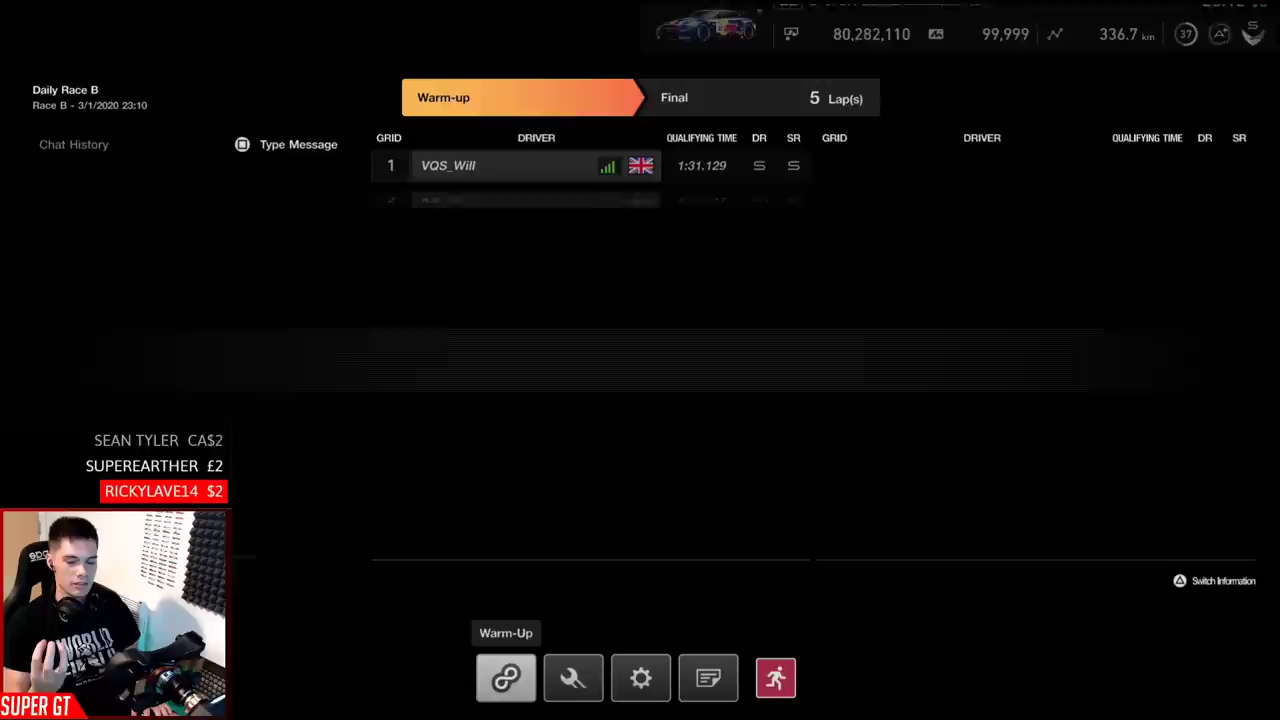 80,282,110
99,999
336.7 km
37
A+
S
Daily Race B
Race B - 3/1/2020 23:10
Warm-up
Final
5 Lap(s)
Chat History
Type Message
GRID DRIVER QUALIFYING TIME DR SR GRID DRIVER QUALIFYING TIME DR SR
1 VQS_Will 1:31.129 S S
SEAN TYLER CA$2
SUPEREARTHER £2
RICKYLAVE14 $2
Switch Information
Warm-Up
SUPER GT